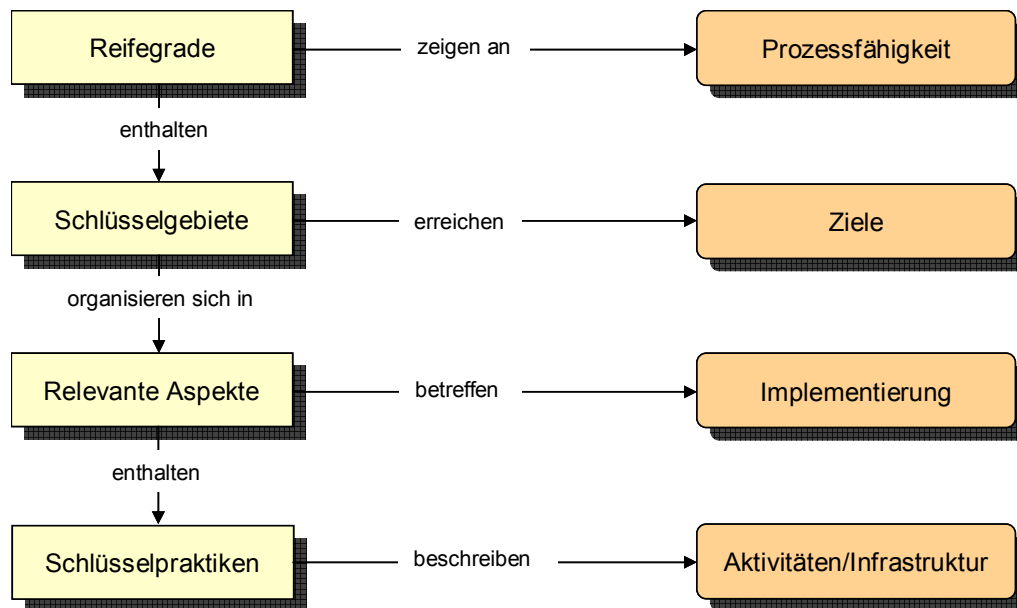 Reifegrade
zeigen an
Prozessfähigkeit
enthalten
Schlüsselgebiete
erreichen
Ziele
organisieren sich in
Relevante Aspekte
betreffen
Implementierung
enthalten
Schlüsselpraktiken
beschreiben
Aktivitäten/Infrastruktur